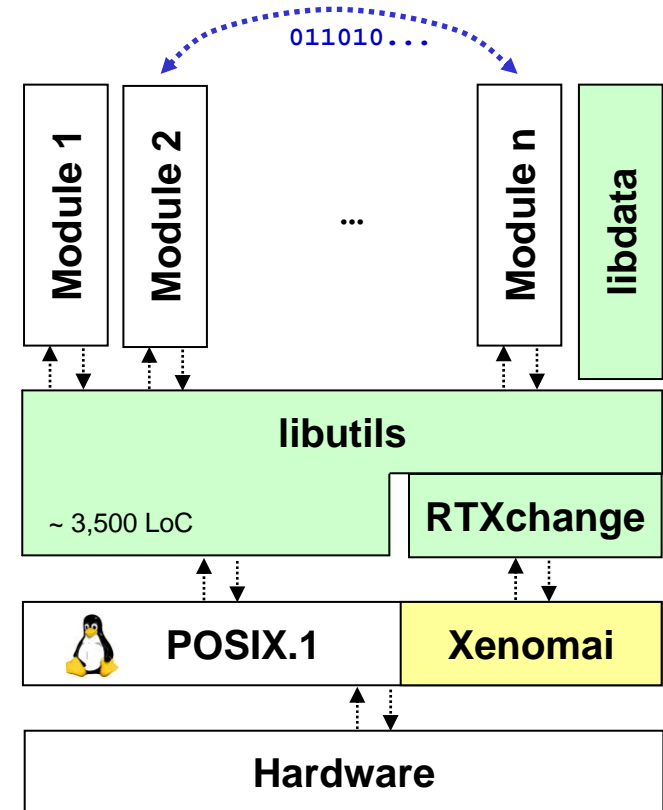 011010...
Module 1
Module 2
...
Module n
libdata
libutils
~ 3,500 LoC
RTXchange
POSIX.1
Xenomai
Hardware